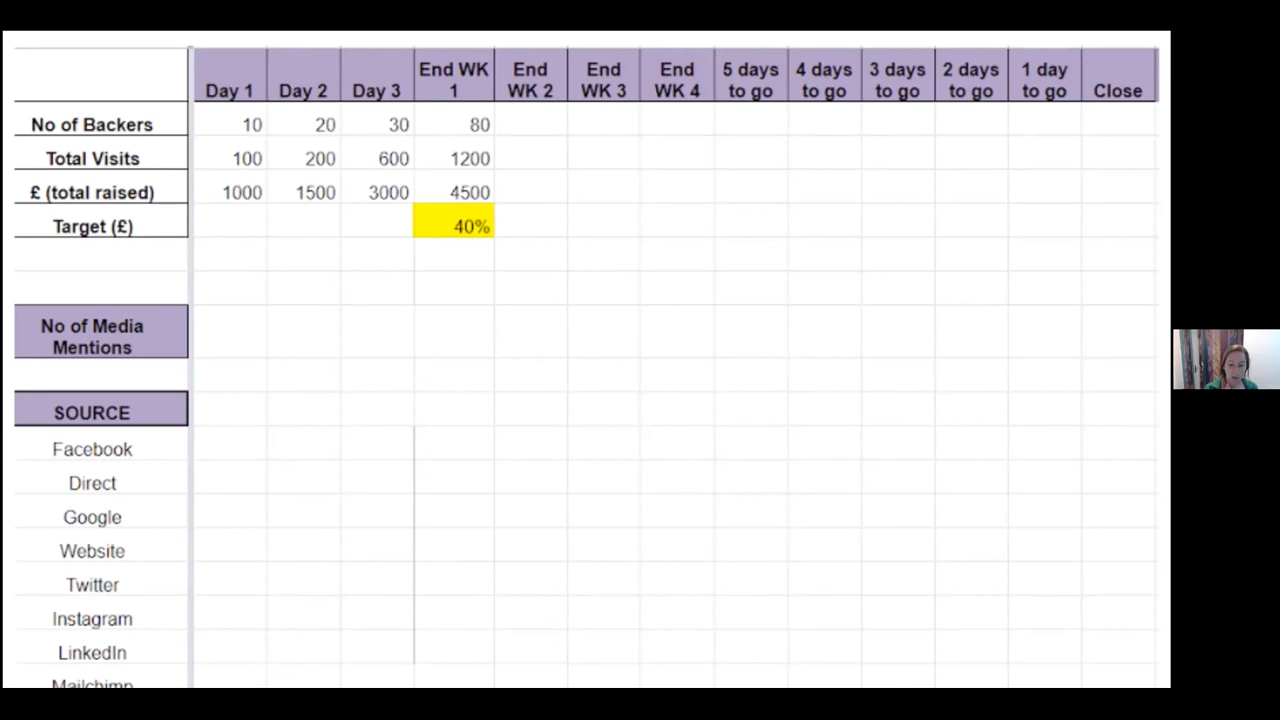 Day 1 Day 2 Day 3 End WK 1 End WK 2 End WK 3 End WK 4 5 days to go 4 days to go 3 days to go 2 days to go 1 day to go Close
No of Backers 10 20 30 80
Total Visits 100 200 600 1200
£ (total raised) 1000 1500 3000 4500
Target (£) 40%
No of Media
Mentions
SOURCE
Facebook
Direct
Google
Website
Twitter
Instagram
LinkedIn
Mailchimp